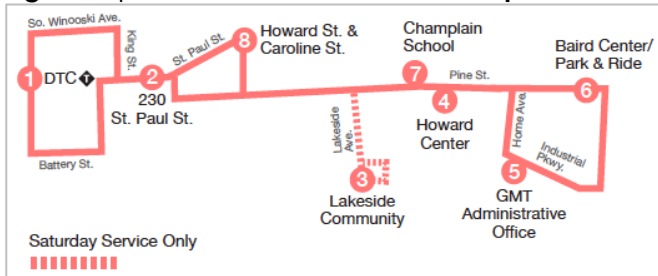 So. Winooski Ave.
King St.
St. Paul St.
8
Howard St. &
Caroline St.
Champlain
School
Baird Center/
Park & Ride
1
DTC
T
2
230
St. Paul St.
7
Pine St.
4
Howard
Center
6
Battery St.
Lakeside
Ave.
Home Ave.
Industrial
Pkwy.
3
Lakeside
Community
5
GMT
Administrative
Office
Saturday Service Only